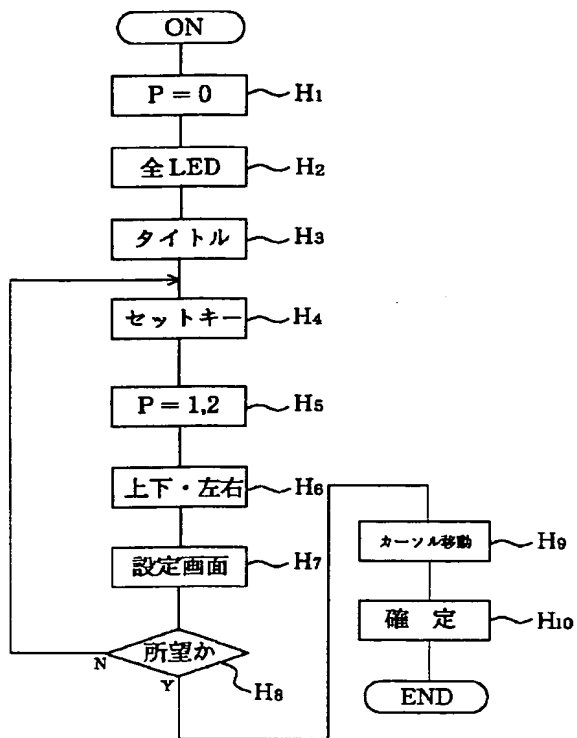 ON
P = 0 H1
全LED H2
タイトル H3
セットキー H4
P = 1,2 H5
上下・左右 H6
設定画面 H7
所望か H8
N
Y
カーソル移動 H9
確 定 H10
END